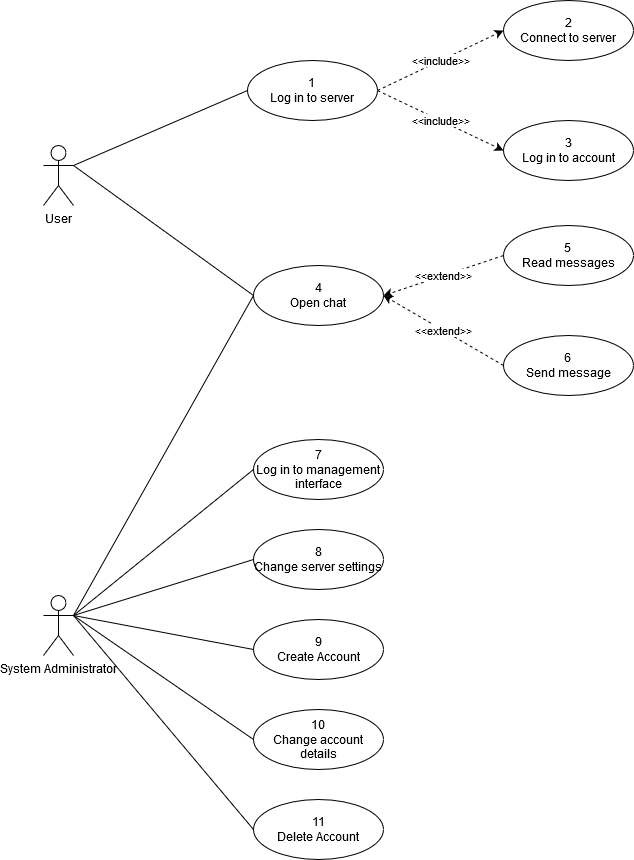 2
Connect to server
<<include>>
1
Log in to server
<<include>>
3
Log in to account
User
5
Read messages
<<extend>>
4
Open chat
<<extend>>
6
Send message
7
Log in to management
interface
8
Change server settings
9
Create Account
System Administrator
10
Change account
details
11
Delete Account